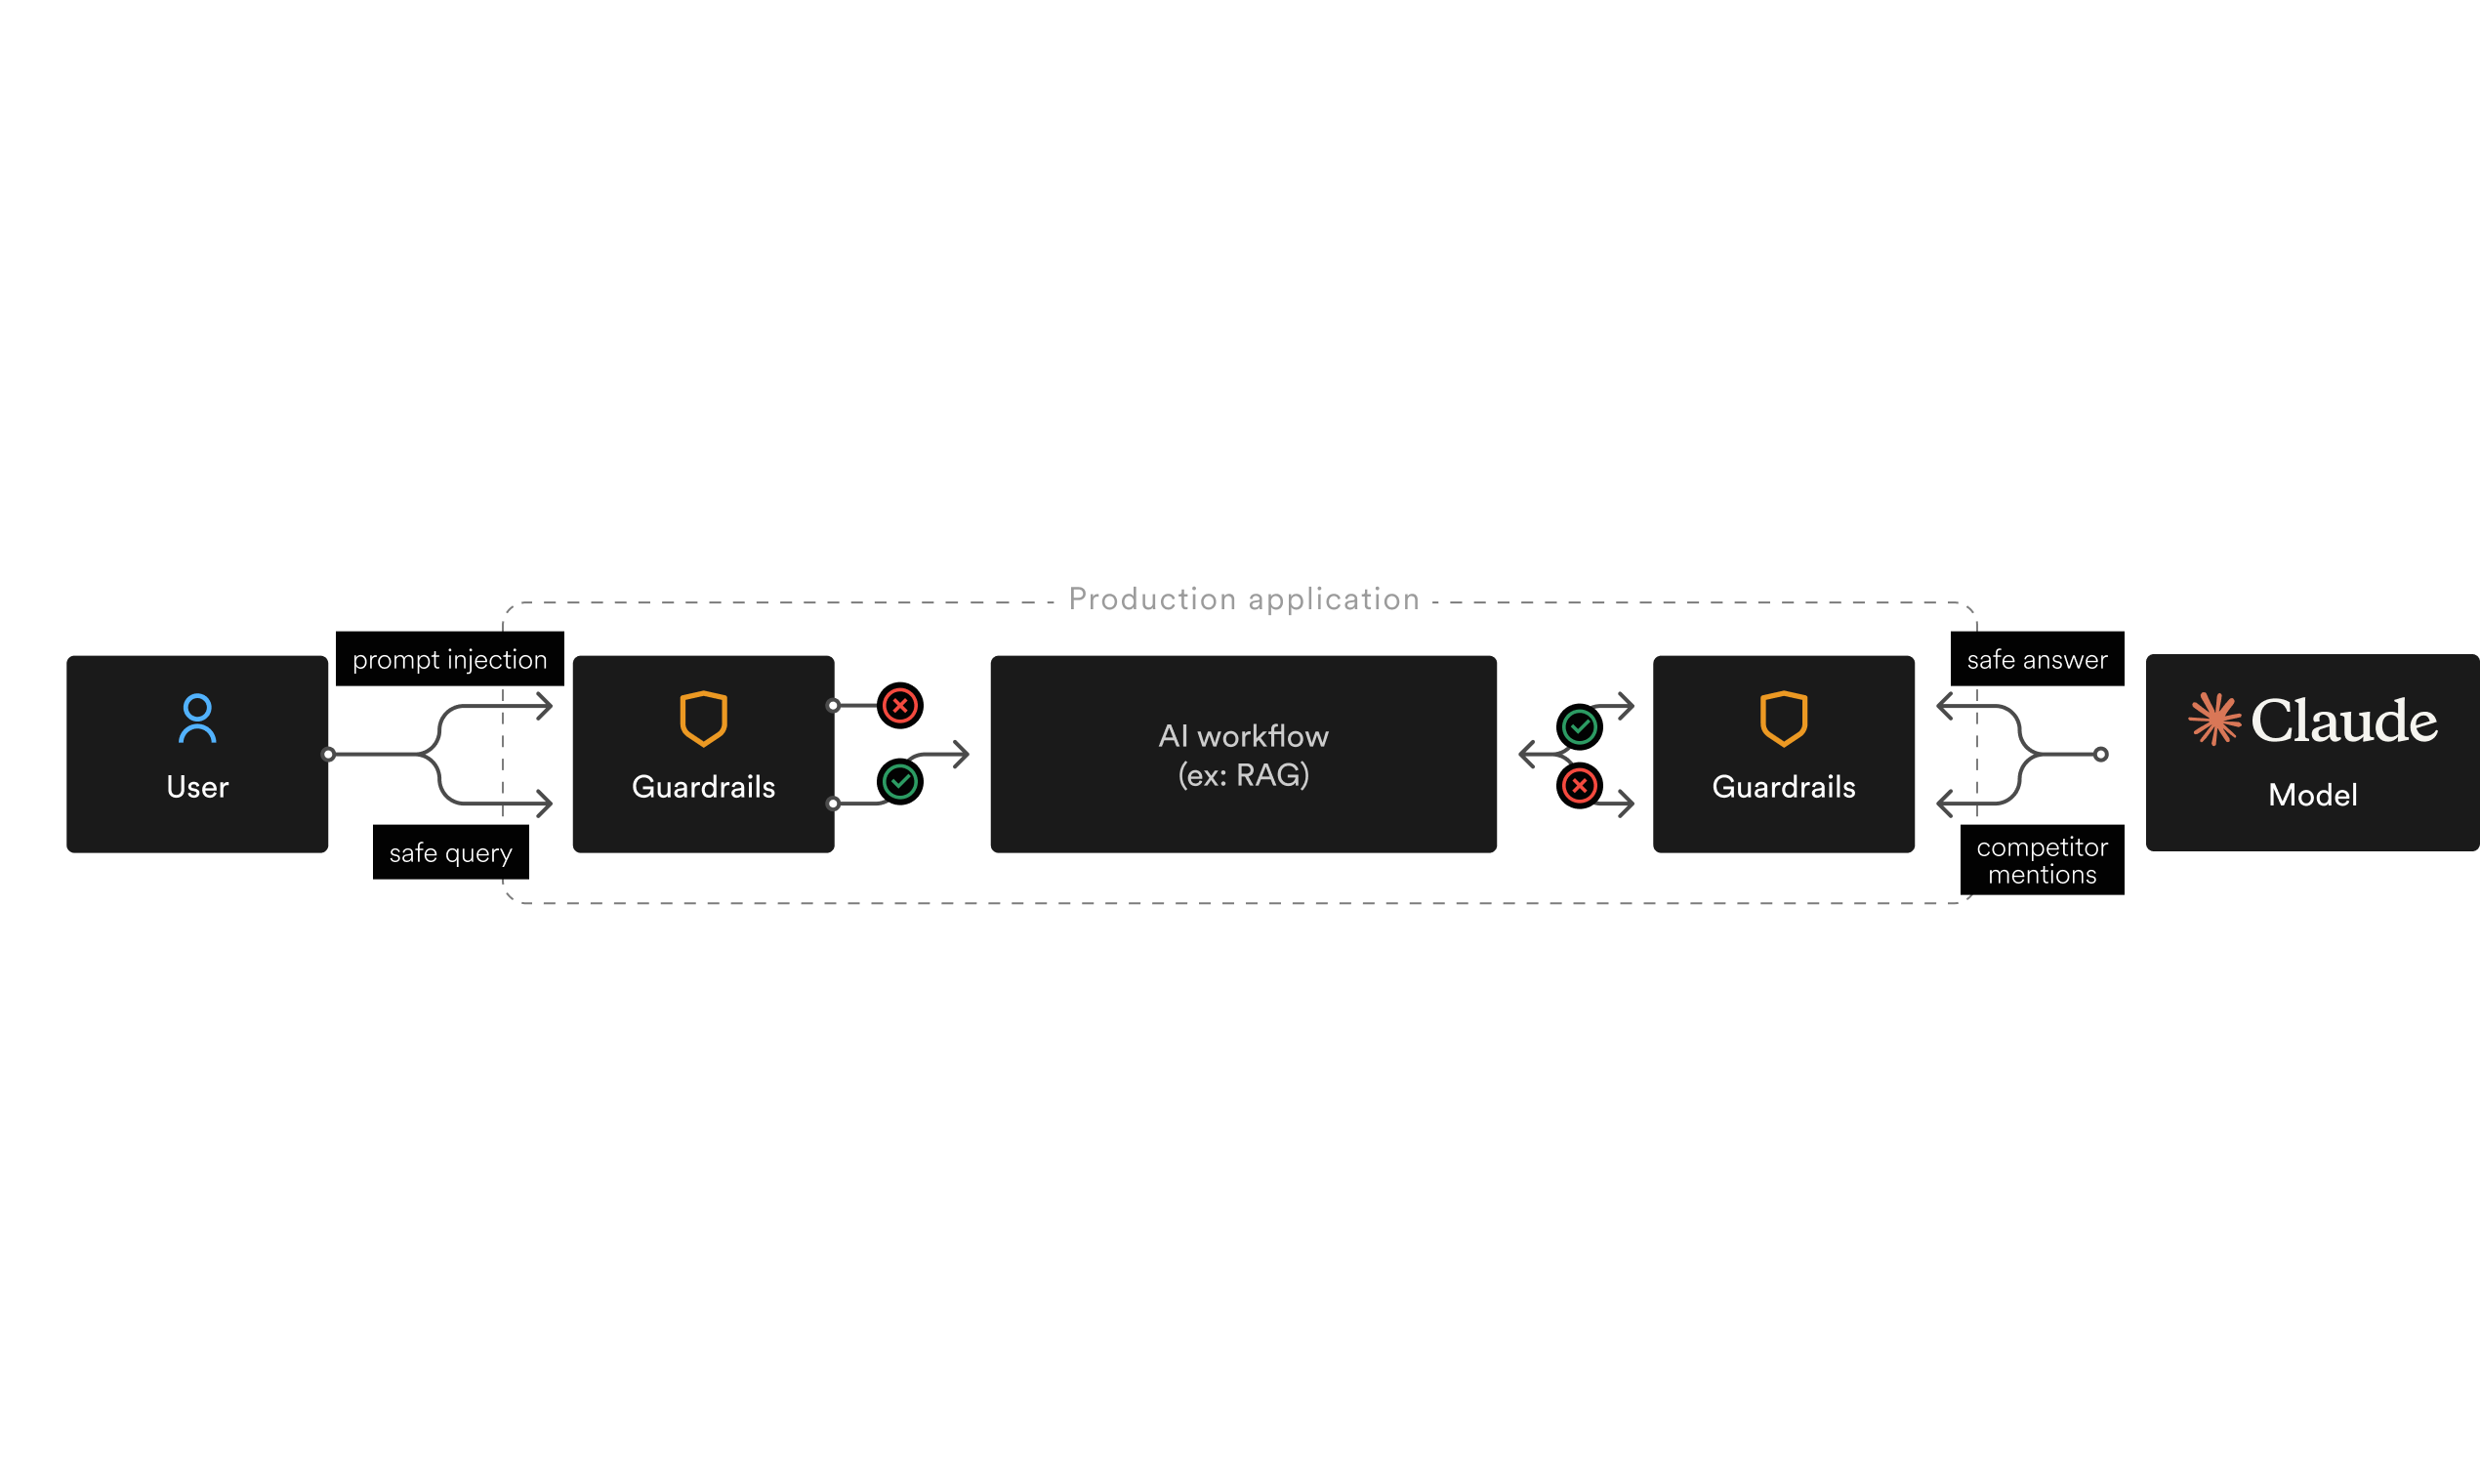 Production application
prompt injection
safe query
User
Guardrails
AI workflow
(ex: RAG)
Guardrails
safe answer
competitor
mentions
Claude
Model